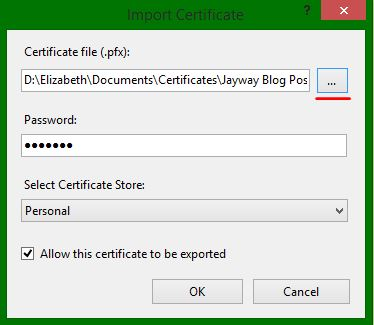 Import Certificate
?
Certificate file (.pfx):
D:\Elizabeth\Documents\Certificates\Jayway Blog Pos
...
Password:
●●●●●●●
Select Certificate Store:
Personal
Allow this certificate to be exported
OK
Cancel